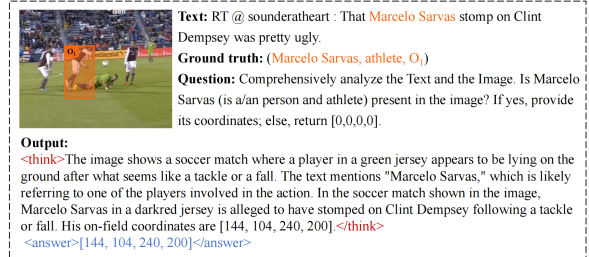 Text: RT @ sounderatheart : That Marcelo Sarvas stomp on Clint
Dempsey was pretty ugly.
Ground truth: (Marcelo Sarvas, athlete, O1)
Question: Comprehensively analyze the Text and the Image. Is Marcelo
Sarvas (is a/an person and athlete) present in the image? If yes, provide
its coordinates; else, return [0,0,0,0].
O1
Output:
<think>The image shows a soccer match where a player in a green jersey appears to be lying on the
ground after what seems like a tackle or a fall. The text mentions "Marcelo Sarvas," which is likely
referring to one of the players involved in the action. In the soccer match shown in the image,
Marcelo Sarvas in a darkred jersey is alleged to have stomped on Clint Dempsey following a tackle
or fall. His on-field coordinates are [144, 104, 240, 200].</think>
<answer>[144, 104, 240, 200]</answer>